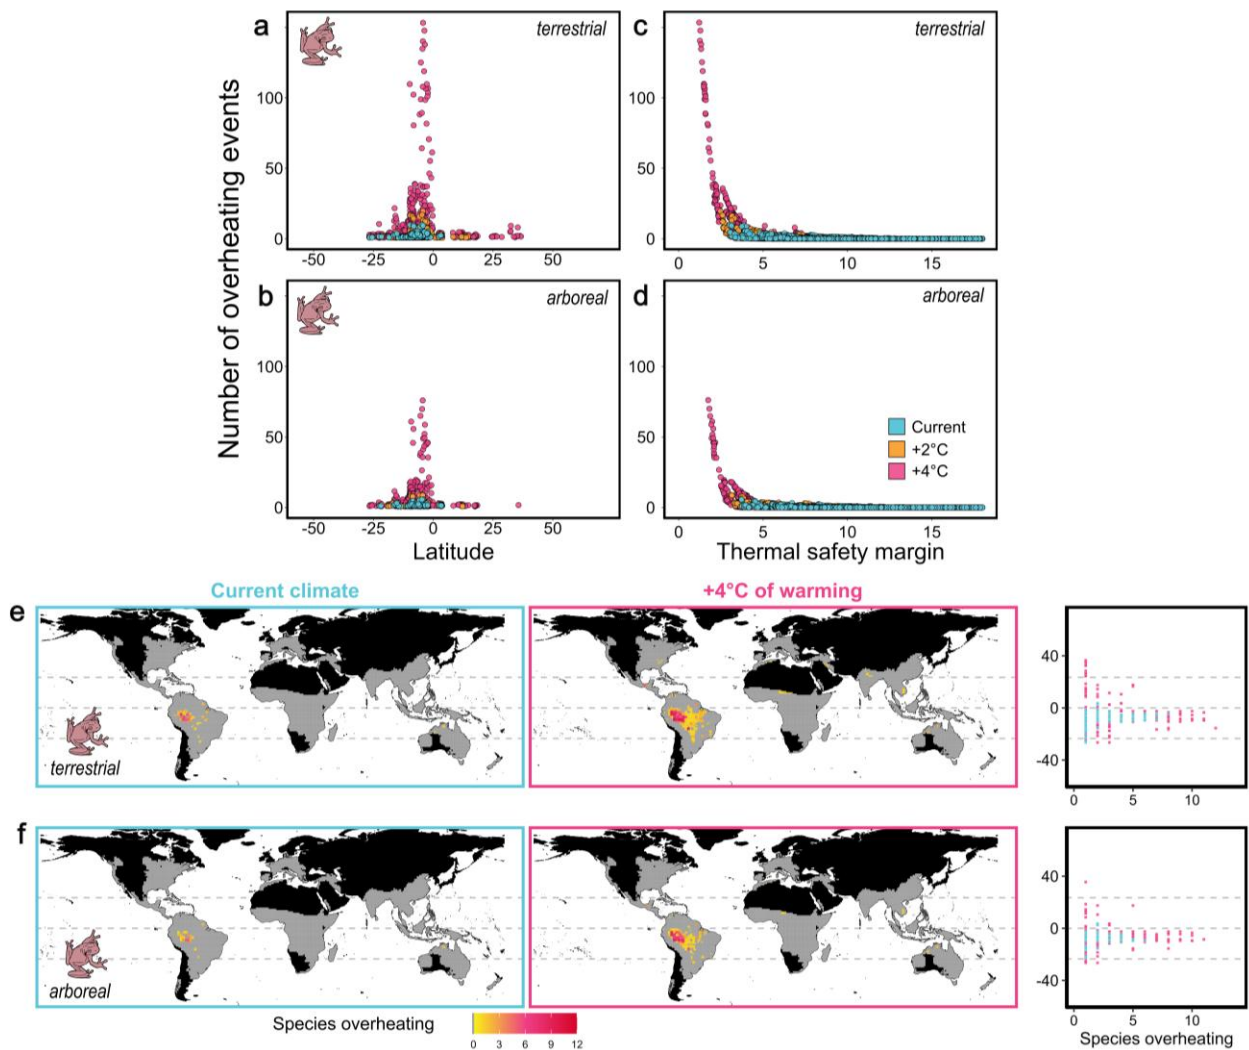 a
terrestrial
c
terrestrial
Number of overheating events
100
50
0
100
50
0
-50 -25 0 25 50
0 5 10 15
b
arboreal
d
arboreal
100
50
0
100
50
0
Current
+2°C
+4°C
-50 -25 0 25 50
0 5 10 15
Latitude
Thermal safety margin
Current climate
+4°C of warming
e
terrestrial
40
0
-40
0 5 10
f
arboreal
40
0
-40
0 5 10
Species overheating
Species overheating
0 3 6 9 12